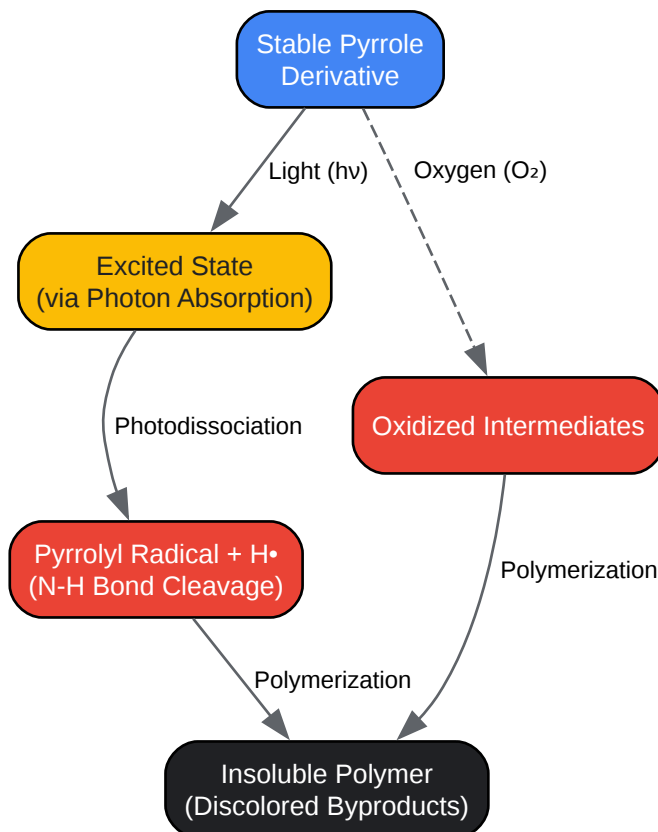 Stable Pyrrole
Derivative
Light (hν)
Oxygen (O₂)
Excited State
(via Photon Absorption)
Photodissociation
Oxidized Intermediates
Pyrrolyl Radical + H•
(N-H Bond Cleavage)
Polymerization
Polymerization
Insoluble Polymer
(Discolored Byproducts)